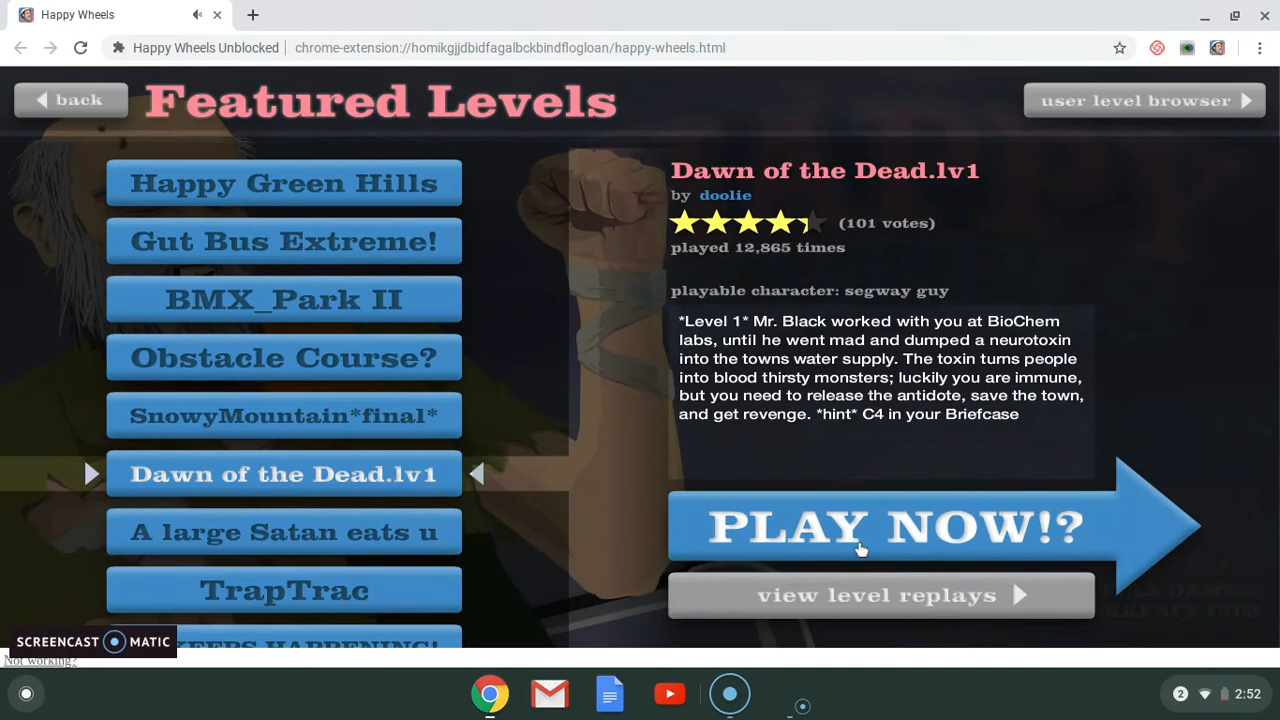 Happy Wheels
Happy Wheels Unblocked
chrome-extension://homikgjjdbidfagalbckbindflogloan/happy-wheels.html
back
Featured Levels
user level browser
Happy Green Hills
Gut Bus Extreme!
BMX_Park II
Obstacle Course?
SnowyMountain*final*
Dawn of the Dead.lv1
A large Satan eats u
TrapTrac
KEEPS HAPPENING!
Dawn of the Dead.lv1
by doolie
(101 votes)
played 12,865 times
playable character: segway guy
*Level 1* Mr. Black worked with you at BioChem
labs, until he went mad and dumped a neurotoxin
into the towns water supply. The toxin turns people
into blood thirsty monsters; luckily you are immune,
but you need to release the antidote, save the town,
and get revenge. *hint* C4 in your Briefcase
PLAY NOW!?
view level replays
SCREENCAST MATIC
Not working?
2
2:52